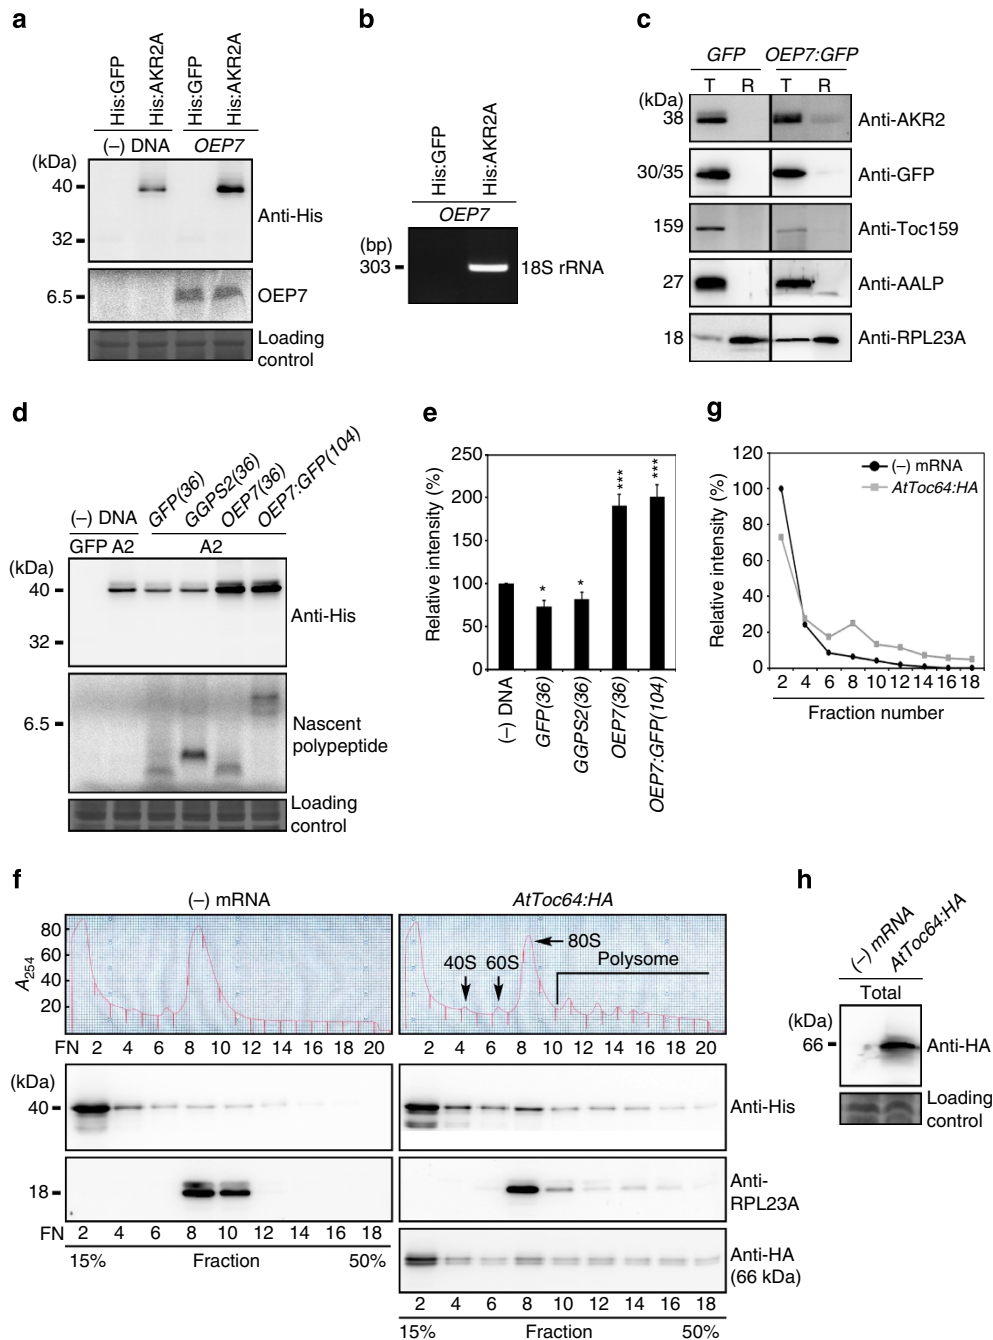 a
His:GFP
His:AKR2A
His:GFP
His:AKR2A
(–) DNA
OEP7
(kDa)
40
32
Anti-His
6.5
OEP7
Loading
control
b
His:GFP
His:AKR2A
OEP7
(bp)
303
18S rRNA
c
GFP
OEP7:GFP
T R T R
(kDa)
38
Anti-AKR2
30/35
Anti-GFP
159
Anti-Toc159
27
Anti-AALP
18
Anti-RPL23A
d
GFP(36)
GGPS2(36)
OEP7(36)
OEP7:GFP(104)
(–) DNA
GFP A2
A2
(kDa)
40
32
Anti-His
6.5
Nascent
polypeptide
Loading
control
e
Relative intensity (%)
250
200
150
100
50
0
*
*
***
***
(–) DNA
GFP(36)
GGPS2(36)
OEP7(36)
OEP7:GFP(104)
g
Relative intensity (%)
120
100
80
60
40
20
0
(–) mRNA
AtToc64:HA
2 4 6 8 10 12 14 16 18
Fraction number
f
(–) mRNA
AtToc64:HA
A254
80
60
40
20
40S
60S
80S
Polysome
FN 2 4 6 8 10 12 14 16 18 20
2 4 6 8 10 12 14 16 18 20
(kDa)
40
Anti-His
18
Anti-
RPL23A
FN 2 4 6 8 10 12 14 16 18
15% Fraction 50%
Anti-HA
(66 kDa)
2 4 6 8 10 12 14 16 18
15% Fraction 50%
h
(–) mRNA
AtToc64:HA
Total
(kDa)
66
Anti-HA
Loading
control